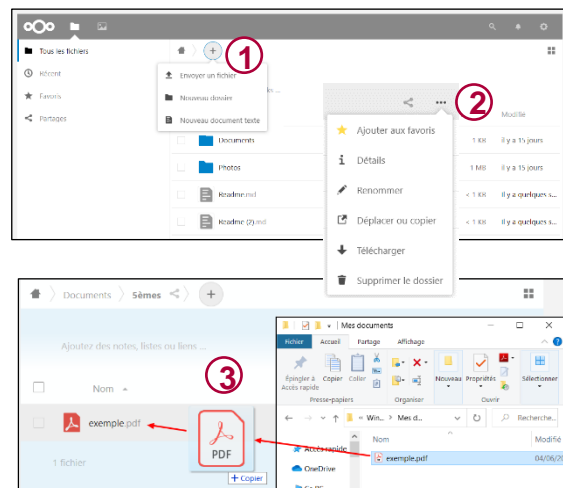 Tous les fichiers
1
Récent
Envoyer un fichier
Favoris
Nouveau dossier
Partages
Nouveau document texte
2
Modifié
Ajouter aux favoris
Documents
1 KB
il y a 15 jours
Détails
Photos
1 MB
il y a 15 jours
Renommer
Readme.md
< 1 KB
il y a quelques s...
Déplacer ou copier
Readme (2).md
< 1 KB
il y a quelques s...
Télécharger
Supprimer le dossier
Documents
Sèmes
Mes documents
Fichier
Accueil
Partage
Affichage
Ajoutez des notes, listes ou liens ...
Épingler à Accès rapide
Copier
Coller
Nouveau
Propriétés
Sélectionner
Presse-papiers
Organiser
Ouvrir
3
Nom
Win...
Mes d...
Recherche...
exemple.pdf
PDF
Accès rapide
Nom
Modifié
exemple.pdf
04/06/20
1 fichier
OneDrive
+ Copier